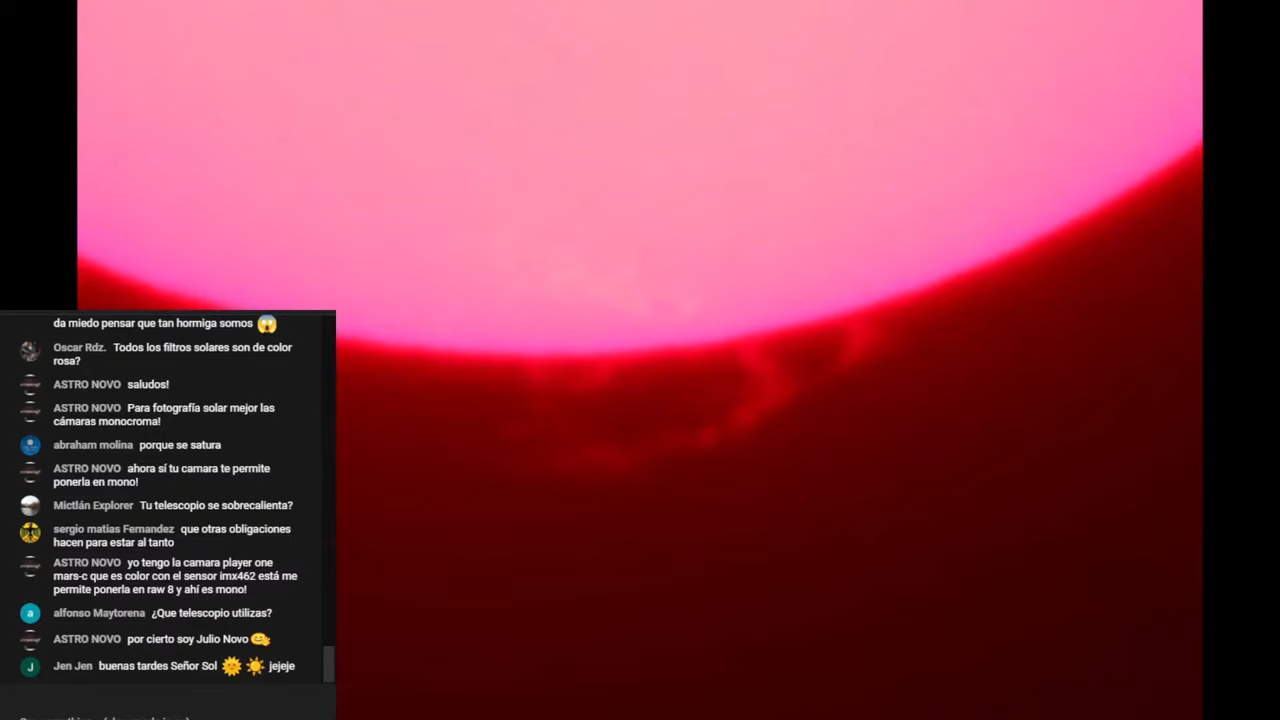 da miedo pensar que tan hormiga somos 😱
Oscar Rdz. Todos los filtros solares son de color
rosa?
ASTRO NOVO saludos!
ASTRO NOVO Para fotografía solar mejor las
cámaras monocroma!
abraham molina porque se satura
ASTRO NOVO ahora sí tu camara te permite
ponerla en mono!
Mictlán Explorer Tu telescopio se sobrecalienta?
sergio matias Fernandez que otras obligaciones
hacen para estar al tanto
ASTRO NOVO yo tengo la camara player one
mars-c que es color con el sensor imx462 está me
permite ponerla en raw 8 y ahí es mono!
a alfonso Maytorena ¿Que telescopio utilizas?
ASTRO NOVO por cierto soy Julio Novo 🤗
J Jen Jen buenas tardes Señor Sol 🌞 ☀️ jejeje